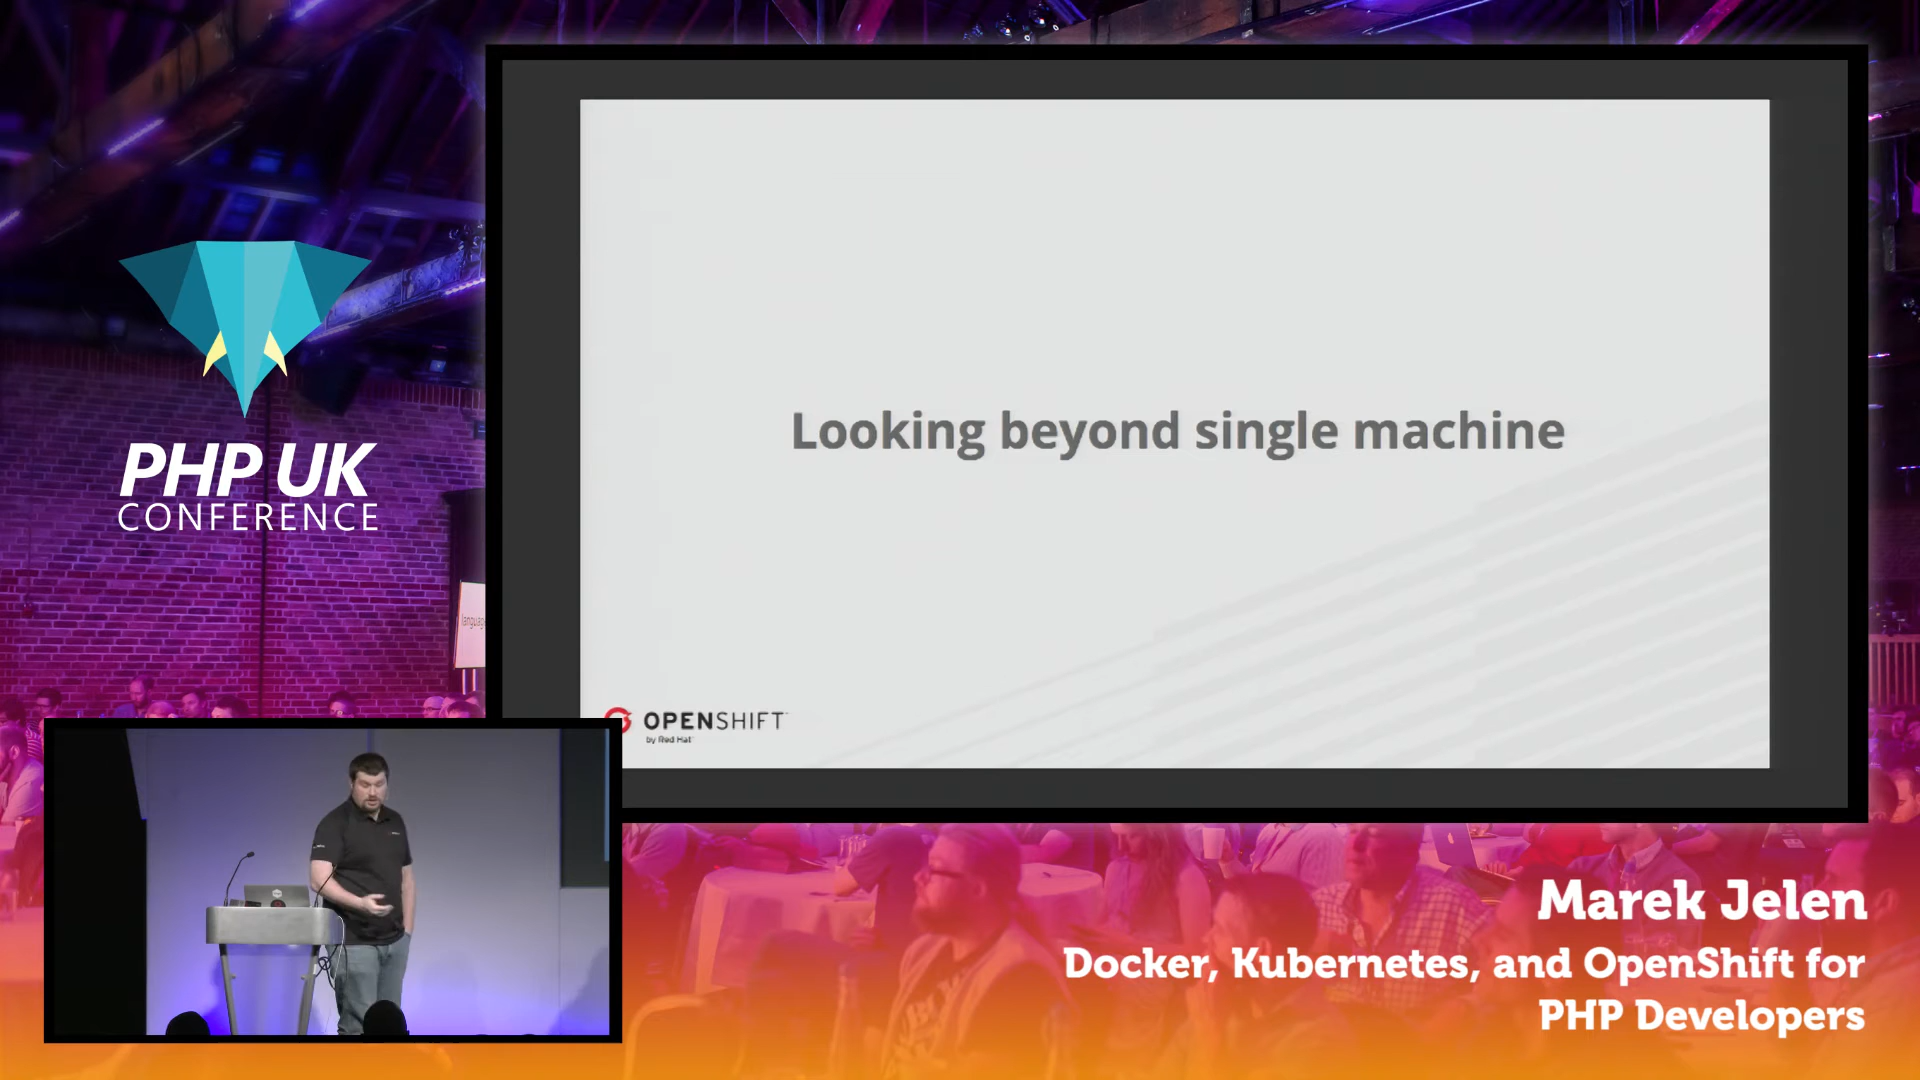 Looking beyond single machine
OPENSHIFT
by Red Hat
PHP UK
CONFERENCE
language
Marek Jelen
Docker, Kubernetes, and OpenShift for
PHP Developers